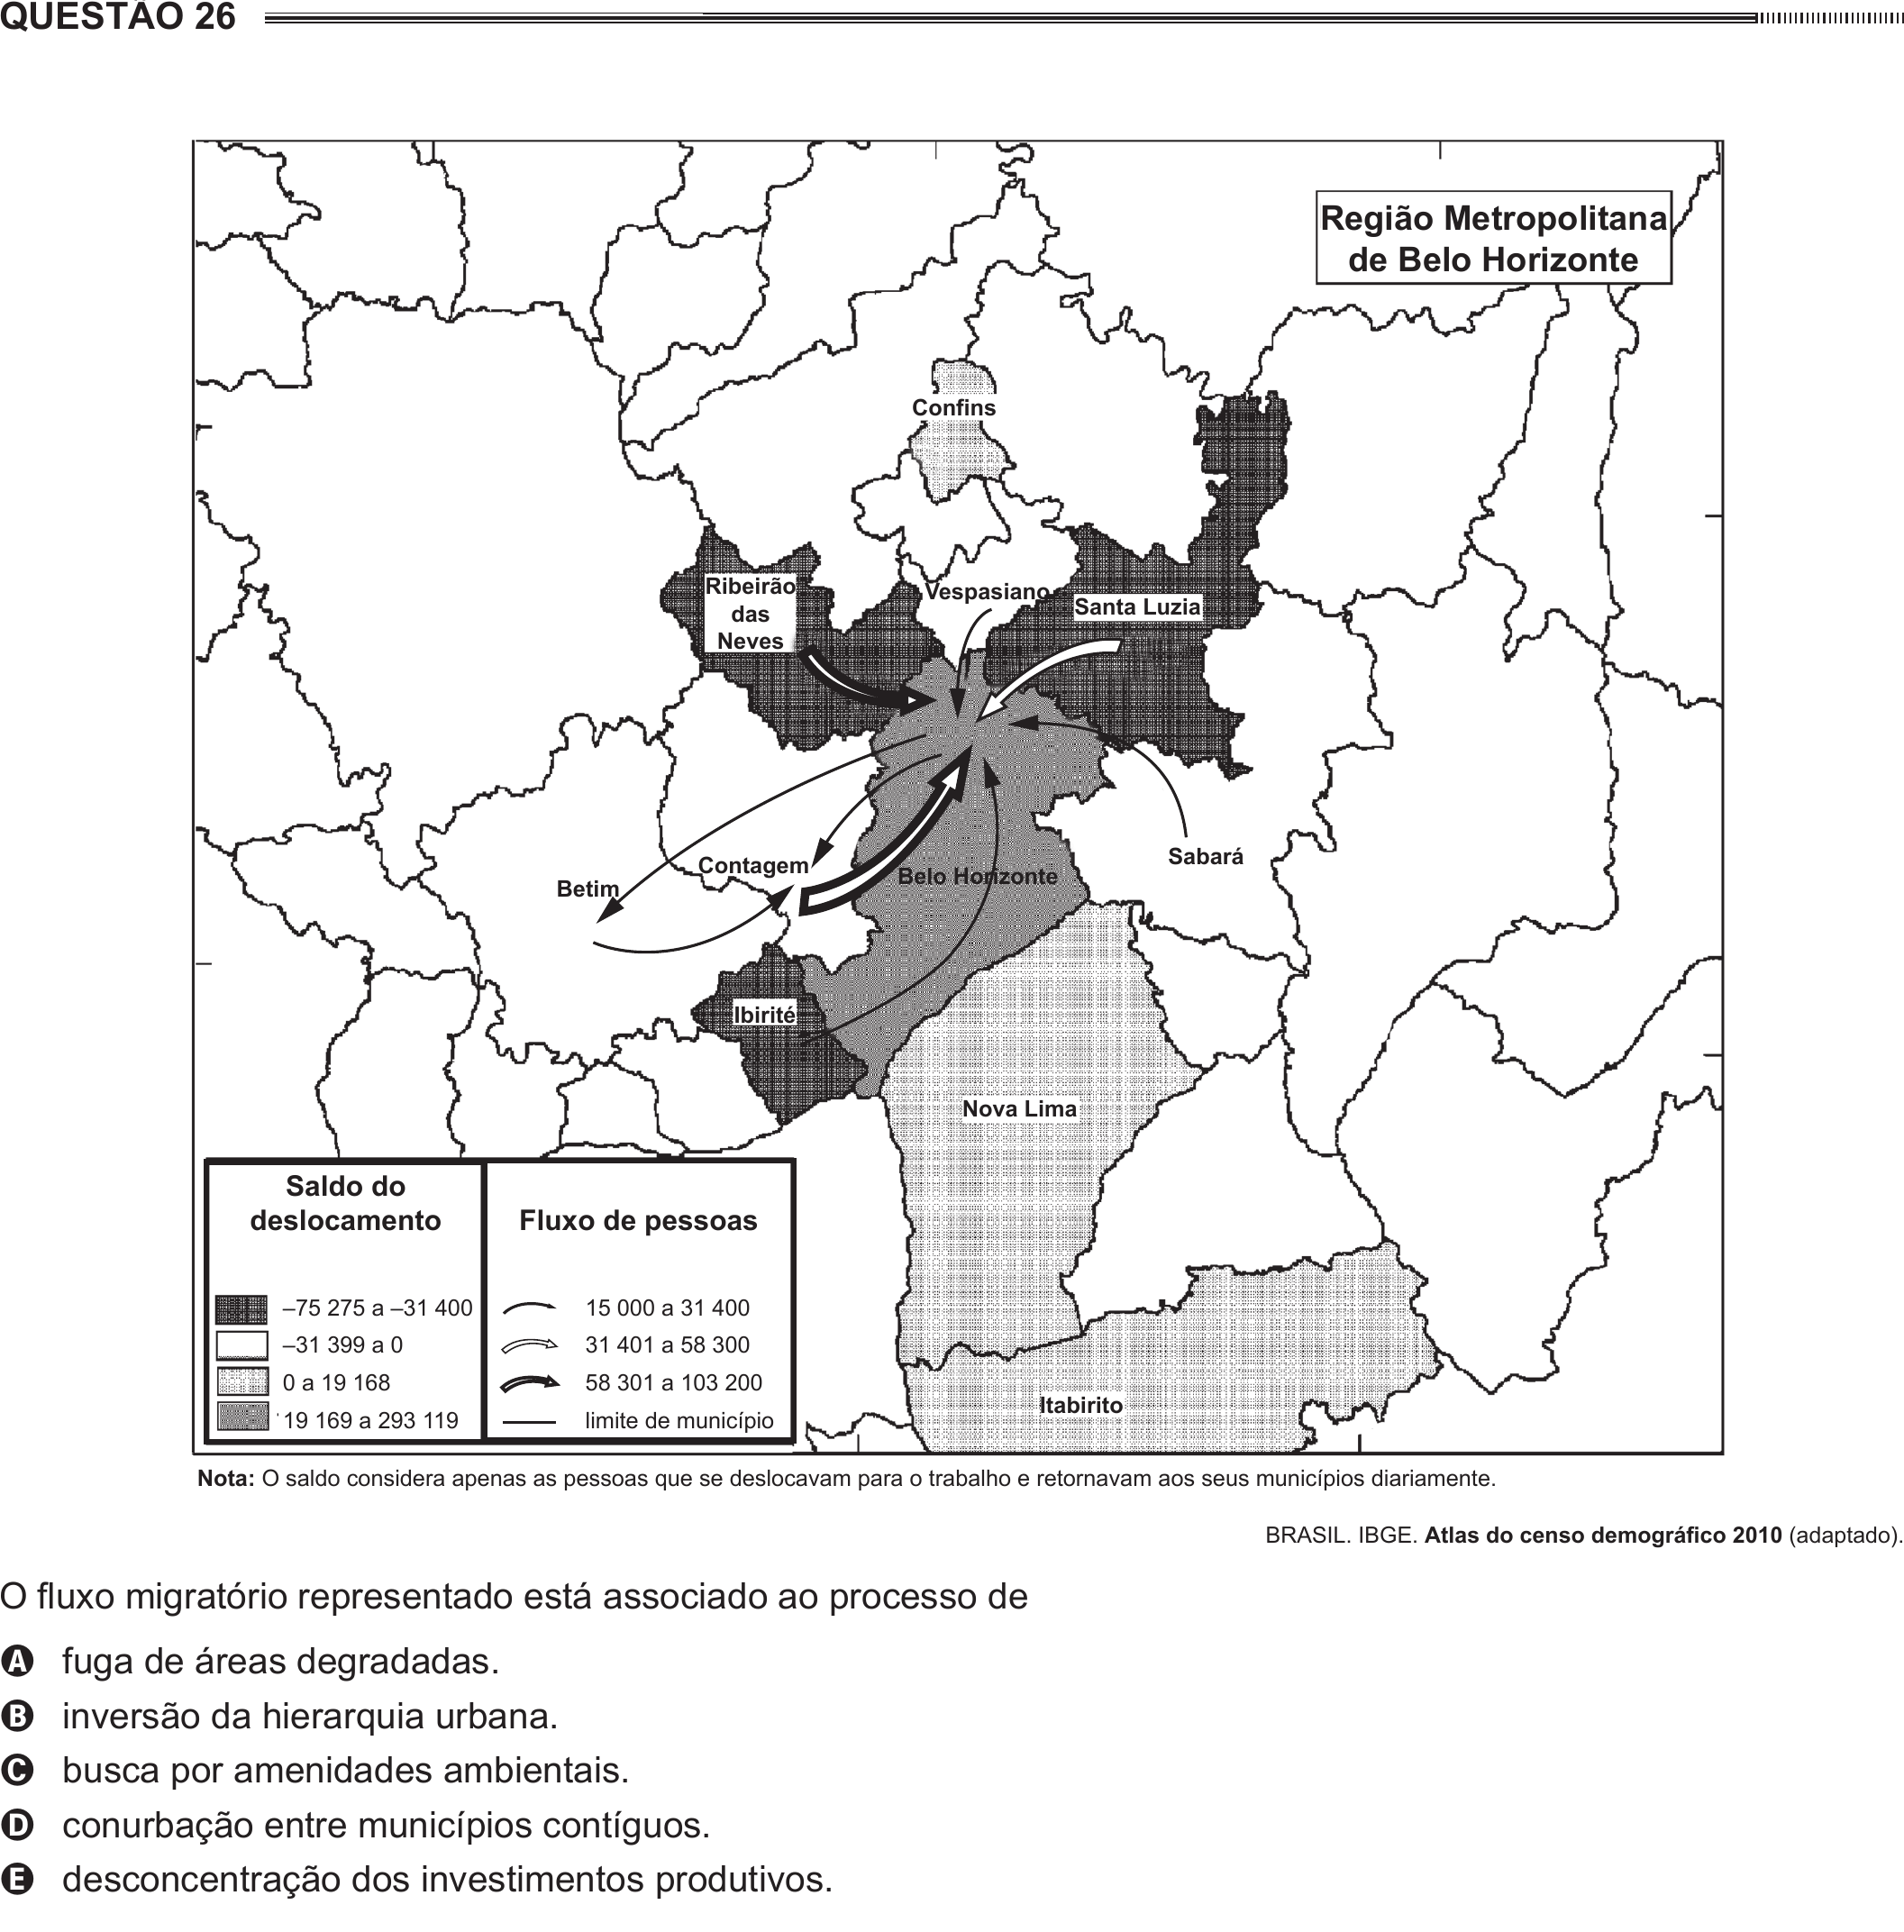 QUESTÃO 26
Região Metropolitana
de Belo Horizonte
Confins
Ribeirão
das
Neves
Vespasiano
Santa Luzia
Contagem
Betim
Belo Horizonte
Sabará
Ibirité
Nova Lima
Itabirito
Saldo do
deslocamento
–75 275 a –31 400
–31 399 a 0
0 a 19 168
19 169 a 293 119
Fluxo de pessoas
15 000 a 31 400
31 401 a 58 300
58 301 a 103 200
limite de município
Nota: O saldo considera apenas as pessoas que se deslocavam para o trabalho e retornavam aos seus municípios diariamente.
BRASIL. IBGE. Atlas do censo demográfico 2010 (adaptado).
O fluxo migratório representado está associado ao processo de
A fuga de áreas degradadas.
B inversão da hierarquia urbana.
C busca por amenidades ambientais.
D conurbação entre municípios contíguos.
E desconcentração dos investimentos produtivos.